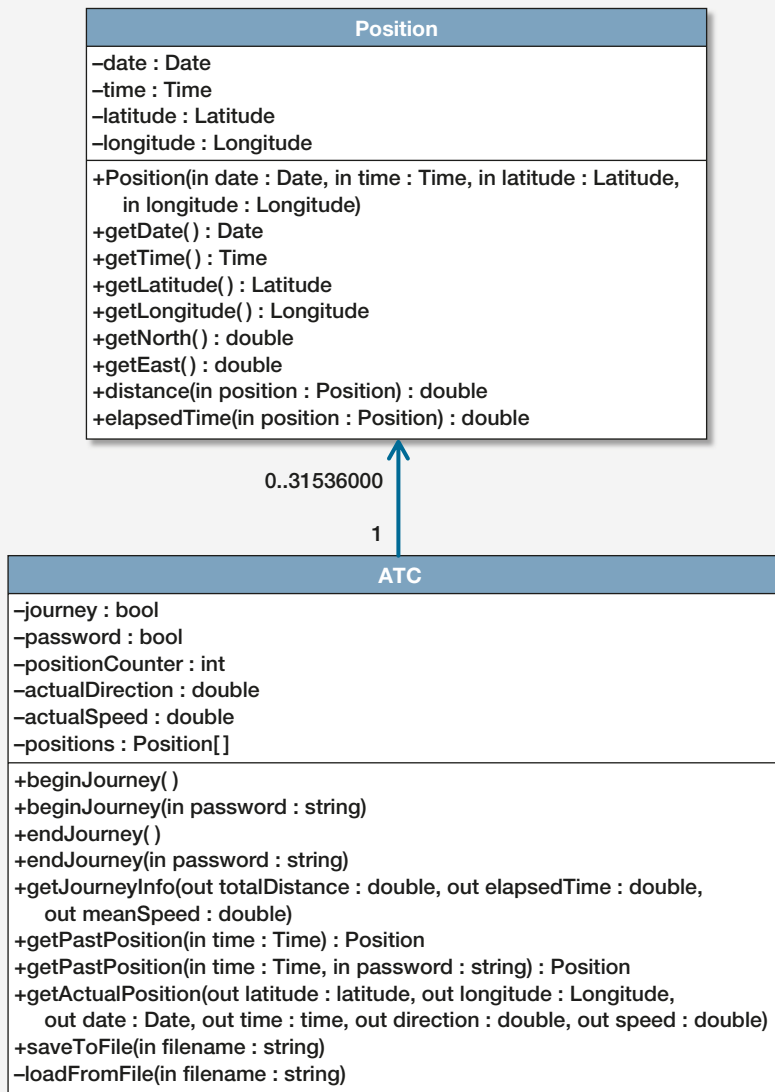 Position
–date : Date
–time : Time
–latitude : Latitude
–longitude : Longitude
+Position(in date : Date, in time : Time, in latitude : Latitude,
in longitude : Longitude)
+getDate( ) : Date
+getTime( ) : Time
+getLatitude( ) : Latitude
+getLongitude( ) : Longitude
+getNorth( ) : double
+getEast( ) : double
+distance(in position : Position) : double
+elapsedTime(in position : Position) : double
0..31536000
1
ATC
–journey : bool
–password : bool
–positionCounter : int
–actualDirection : double
–actualSpeed : double
–positions : Position[ ]
+beginJourney( )
+beginJourney(in password : string)
+endJourney( )
+endJourney(in password : string)
+getJourneyInfo(out totalDistance : double, out elapsedTime : double,
out meanSpeed : double)
+getPastPosition(in time : Time) : Position
+getPastPosition(in time : Time, in password : string) : Position
+getActualPosition(out latitude : latitude, out longitude : Longitude,
out date : Date, out time : time, out direction : double, out speed : double)
+saveToFile(in filename : string)
–loadFromFile(in filename : string)